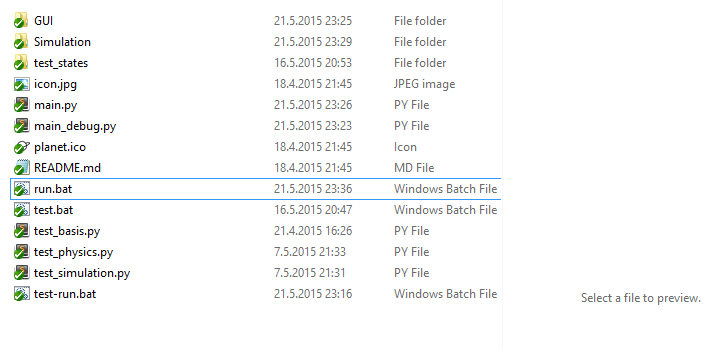 GUI 21.5.2015 23:25 File folder
Simulation 21.5.2015 23:29 File folder
test_states 16.5.2015 20:53 File folder
icon.jpg 18.4.2015 21:45 JPEG image
main.py 21.5.2015 23:26 PY File
main_debug.py 21.5.2015 23:23 PY File
planet.ico 18.4.2015 21:45 Icon
README.md 18.4.2015 21:45 MD File
run.bat 21.5.2015 23:36 Windows Batch File
test.bat 16.5.2015 20:47 Windows Batch File
test_basis.py 21.4.2015 16:26 PY File
test_physics.py 7.5.2015 21:33 PY File
test_simulation.py 7.5.2015 21:31 PY File
test-run.bat 21.5.2015 23:16 Windows Batch File
Select a file to preview.